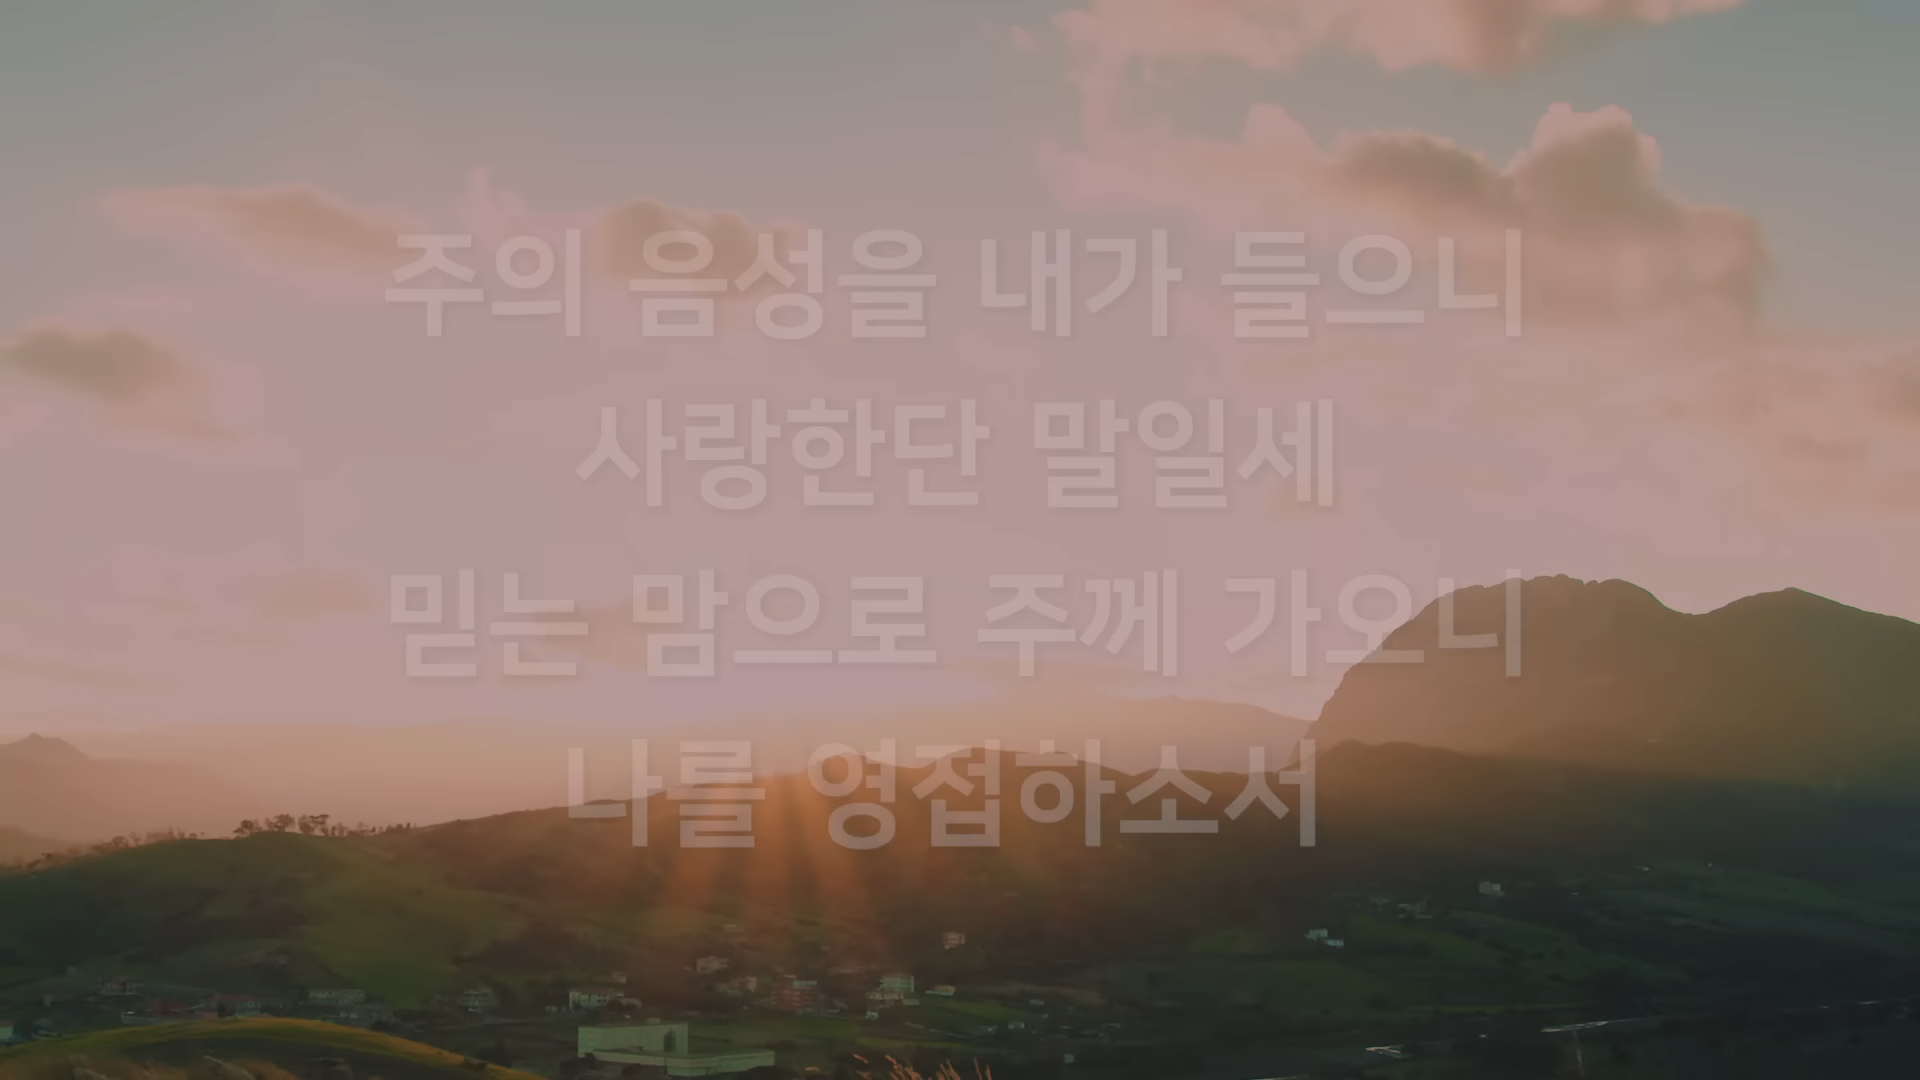 주의 음성을 내가 들으니
사랑한단 말일세
믿는 맘으로 주께 가오니
나를 영접하소서